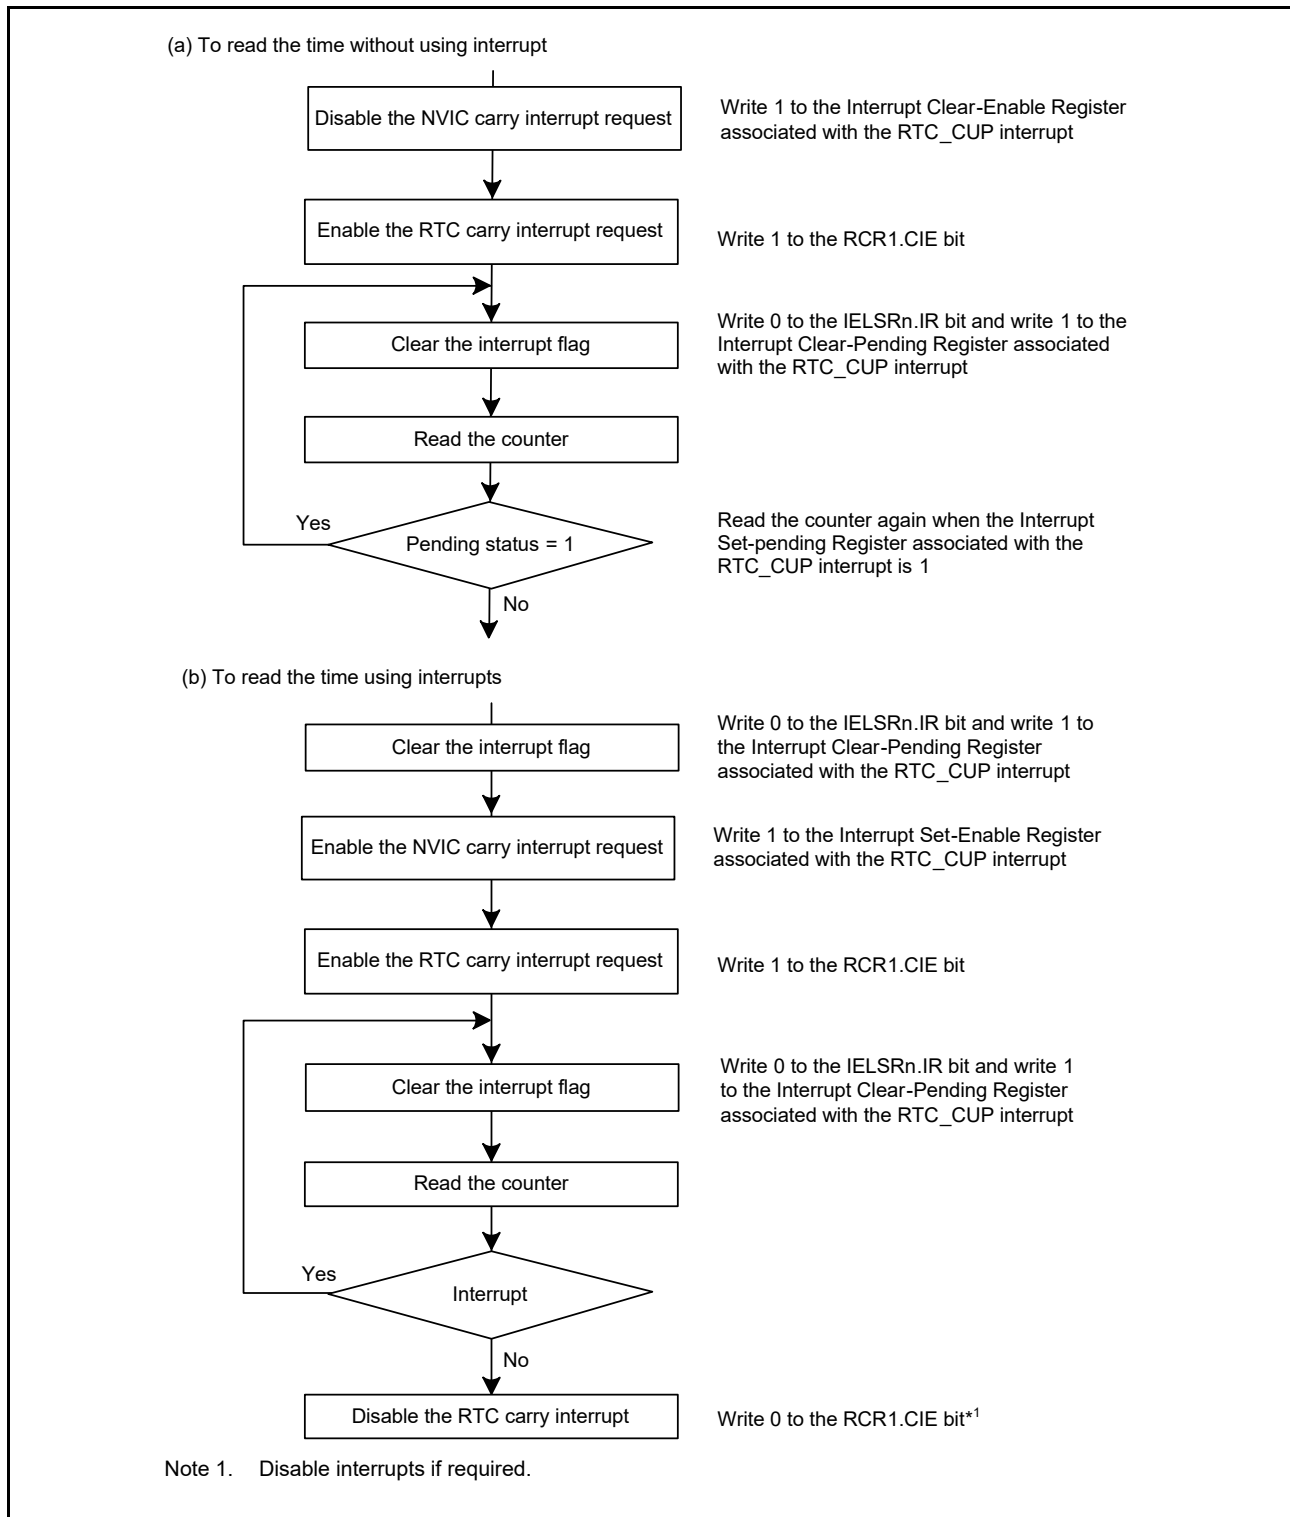 (a) To read the time without using interrupt
Disable the NVIC carry interrupt request
Write 1 to the Interrupt Clear-Enable Register
associated with the RTC_CUP interrupt
Enable the RTC carry interrupt request
Write 1 to the RCR1.CIE bit
Clear the interrupt flag
Write 0 to the IELSRn.IR bit and write 1 to the
Interrupt Clear-Pending Register associated
with the RTC_CUP interrupt
Read the counter
Yes
Pending status = 1
Read the counter again when the Interrupt
Set-pending Register associated with the
RTC_CUP interrupt is 1
No
(b) To read the time using interrupts
Clear the interrupt flag
Write 0 to the IELSRn.IR bit and write 1 to
the Interrupt Clear-Pending Register
associated with the RTC_CUP interrupt
Enable the NVIC carry interrupt request
Write 1 to the Interrupt Set-Enable Register
associated with the RTC_CUP interrupt
Enable the RTC carry interrupt request
Write 1 to the RCR1.CIE bit
Clear the interrupt flag
Write 0 to the IELSRn.IR bit and write 1
to the Interrupt Clear-Pending Register
associated with the RTC_CUP interrupt
Read the counter
Yes
Interrupt
No
Disable the RTC carry interrupt
Write 0 to the RCR1.CIE bit*1
Note 1. Disable interrupts if required.